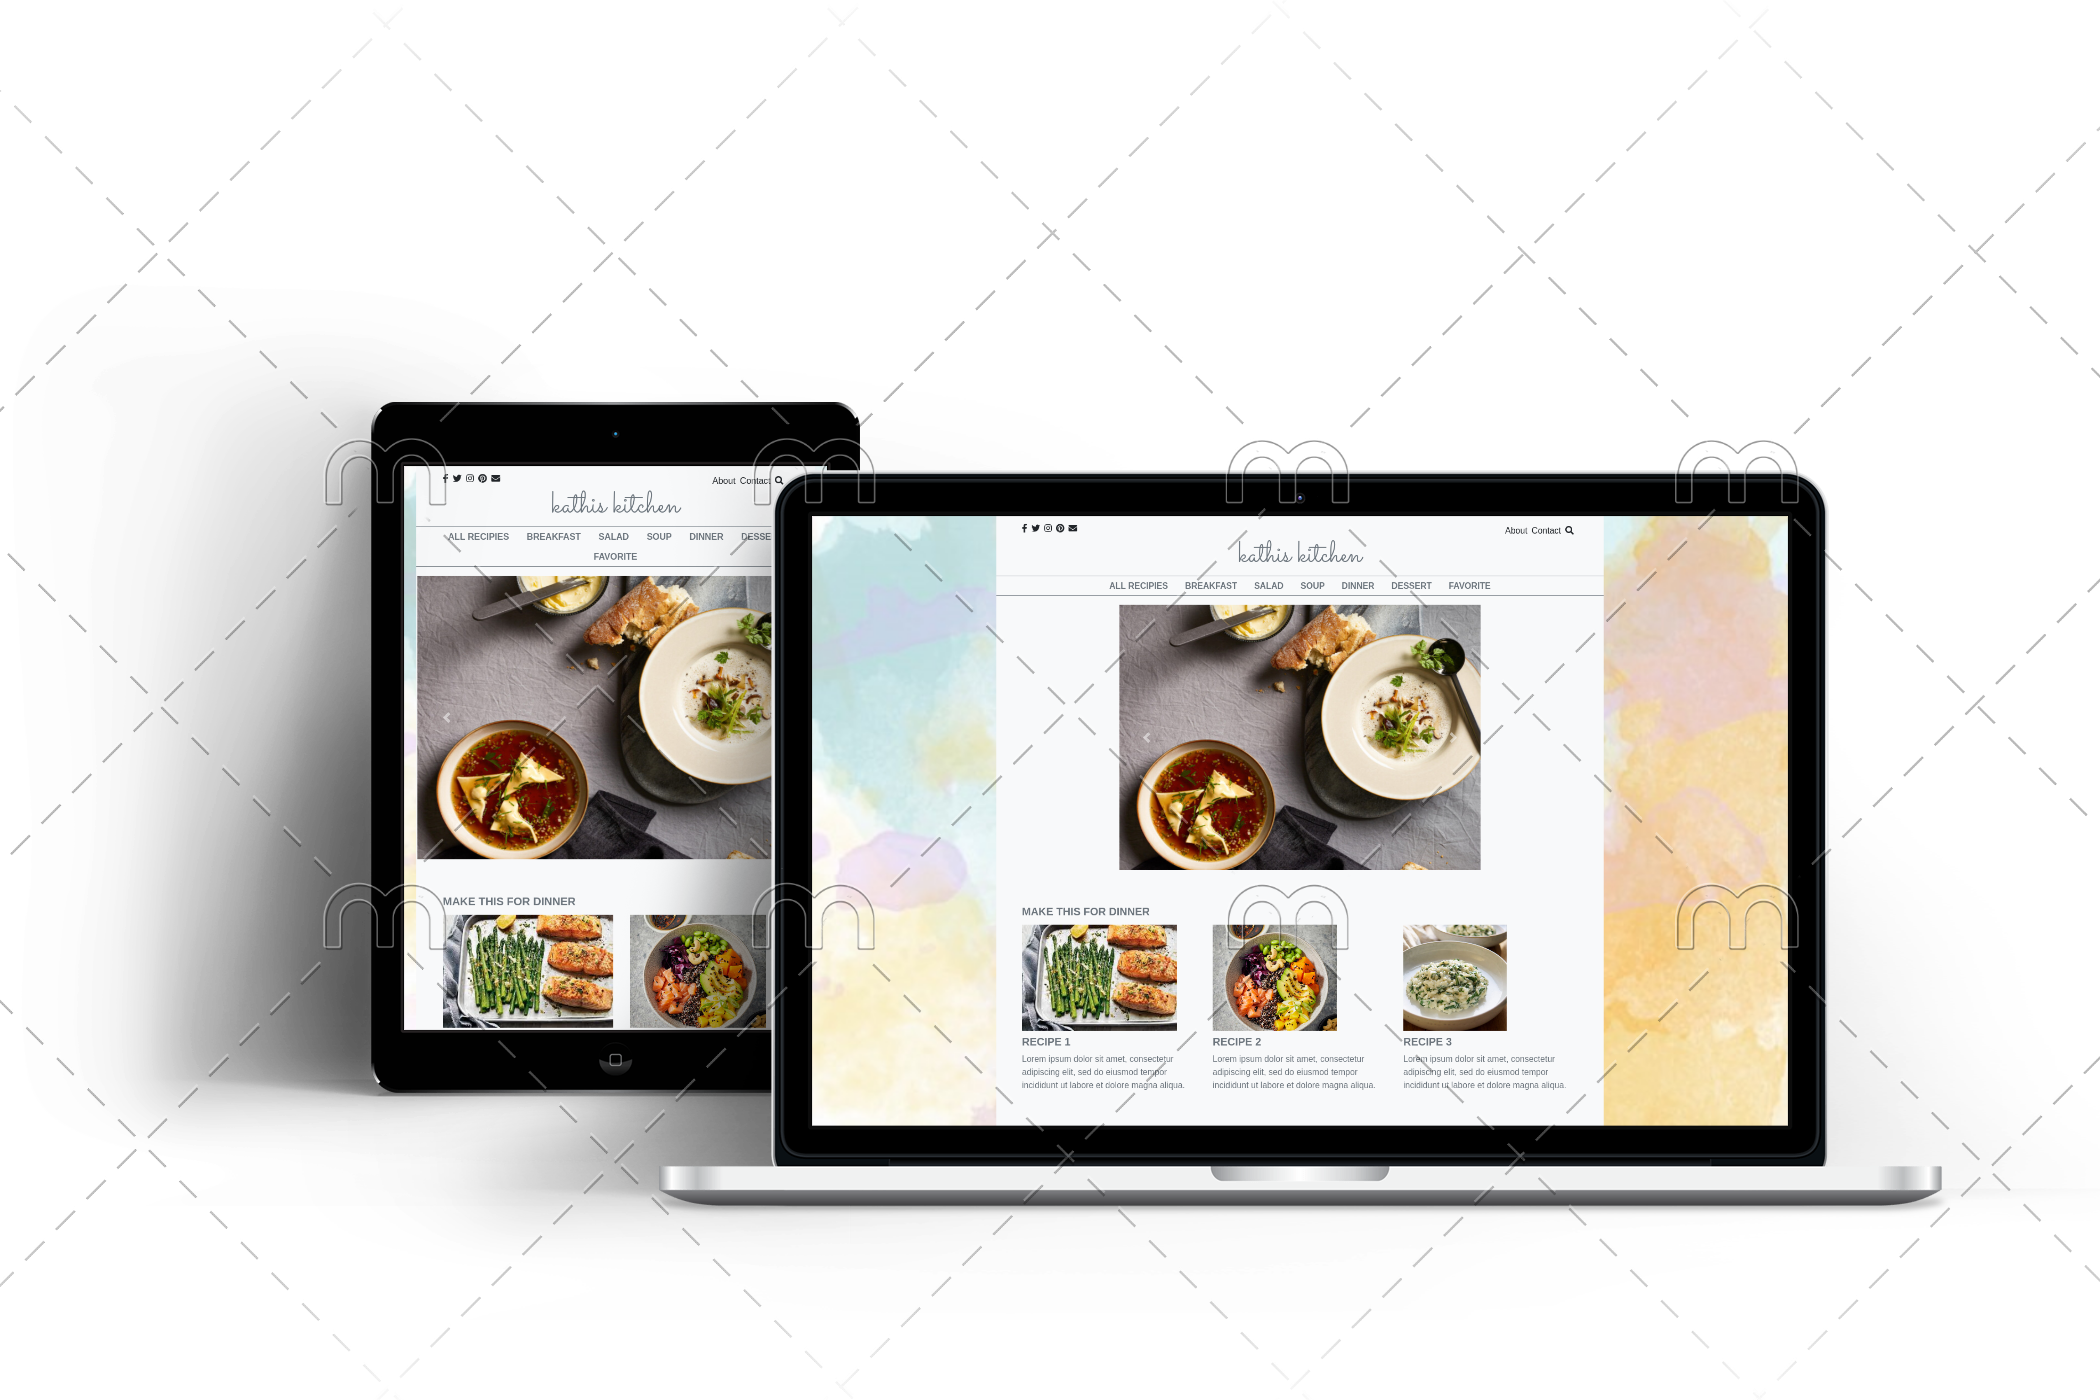 About Contact
kathis kitchen
ALL RECIPIES BREAKFAST SALAD SOUP DINNER DESSE
FAVORITE
MAKE THIS FOR DINNER
About Contact
kathis kitchen
ALL RECIPIES BREAKFAST SALAD SOUP DINNER DESSERT FAVORITE
MAKE THIS FOR DINNER
RECIPE 1
Lorem ipsum dolor sit amet, consectetur
adipiscing elit, sed do eiusmod tempor
incididunt ut labore et dolore magna aliqua.
RECIPE 2
Lorem ipsum dolor sit amet, consectetur
adipiscing elit, sed do eiusmod tempor
incididunt ut labore et dolore magna aliqua.
RECIPE 3
Lorem ipsum dolor sit amet, consectetur
adipiscing elit, sed do eiusmod tempor
incididunt ut labore et dolore magna aliqua.
m m m m
m m m m